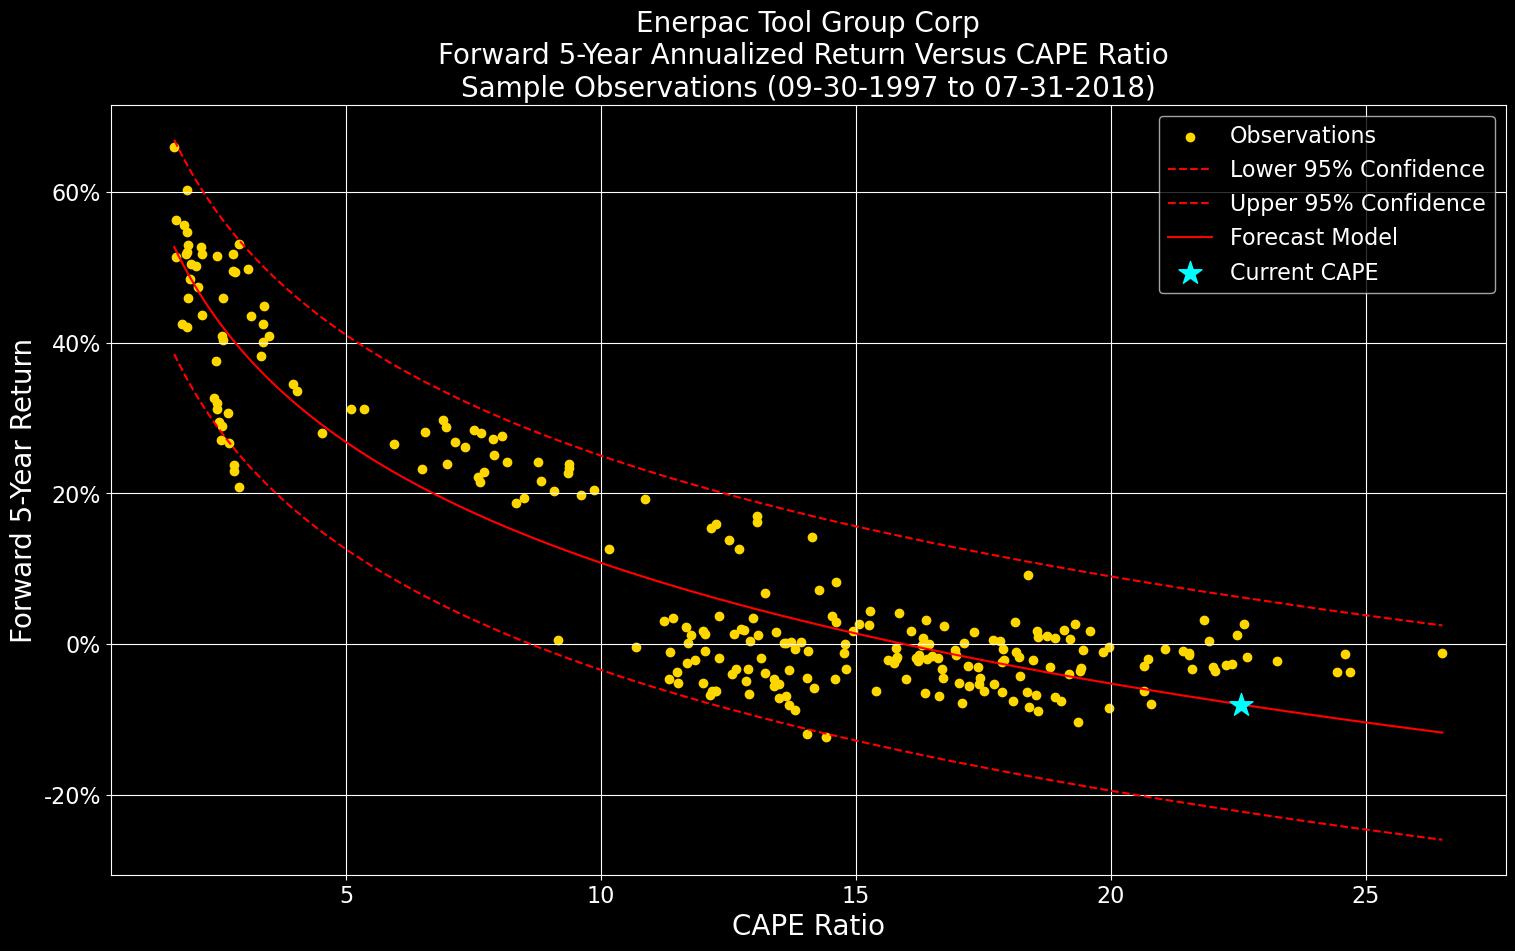 Enerpac Tool Group Corp
Forward 5-Year Annualized Return Versus CAPE Ratio
Sample Observations (09-30-1997 to 07-31-2018)
Observations
Lower 95% Confidence
Upper 95% Confidence
Forecast Model
Current CAPE
Forward 5-Year Return
60%
40%
20%
0%
-20%
5
10
15
20
25
CAPE Ratio